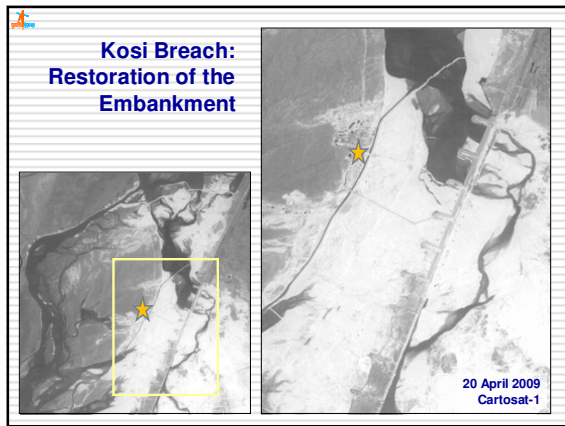 Kosi Breach:
Restoration of the
Embankment
20 April 2009
Cartosat-1